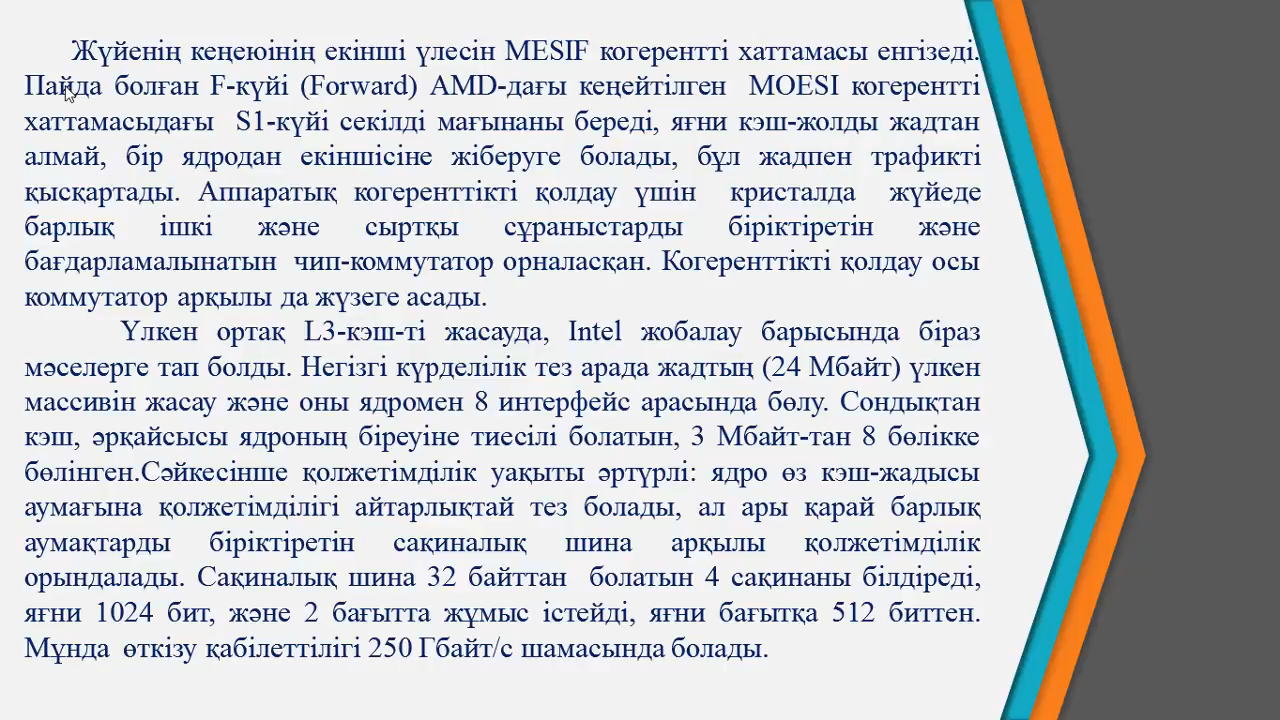 Жүйенің кеңеюінің екінші үлесін MESIF когерентті хаттамасы енгізеді.
Пайда болған F-күйі (Forward) AMD-дағы кеңейтілген MOESI когерентті
хаттамасыдағы S1-күйі секілді мағынаны береді, яғни кэш-жолды жадтан
алмай, бір ядродан екіншісіне жіберуге болады, бұл жадпен трафикті
қысқартады. Аппаратық когеренттікті қолдау үшін кристалда жүйеде
барлық ішкі және сыртқы сұраныстарды біріктіретін және
бағдарламалынатын чип-коммутатор орналасқан. Когеренттікті қолдау осы
коммутатор арқылы да жүзеге асады.
Үлкен ортақ L3-кэш-ті жасауда, Intel жобалау барысында біраз
мәселерге тап болды. Негізгі күрделілік тез арада жадтың (24 Мбайт) үлкен
массивін жасау және оны ядромен 8 интерфейс арасында бөлу. Сондықтан
кэш, әрқайсысы ядроның біреуіне тиесілі болатын, 3 Мбайт-тан 8 бөлікке
бөлінген.Сәйкесінше қолжетімділік уақыты әртүрлі: ядро өз кэш-жадысы
аумағына қолжетімділігі айтарлықтай тез болады, ал ары қарай барлық
аумақтарды біріктіретін сақиналық шина арқылы қолжетімділік
орындалады. Сақиналық шина 32 байттан болатын 4 сақинаны білдіреді,
яғни 1024 бит, және 2 бағытта жұмыс істейді, яғни бағытқа 512 биттен.
Мұнда өткізу қабілеттілігі 250 Гбайт/с шамасында болады.